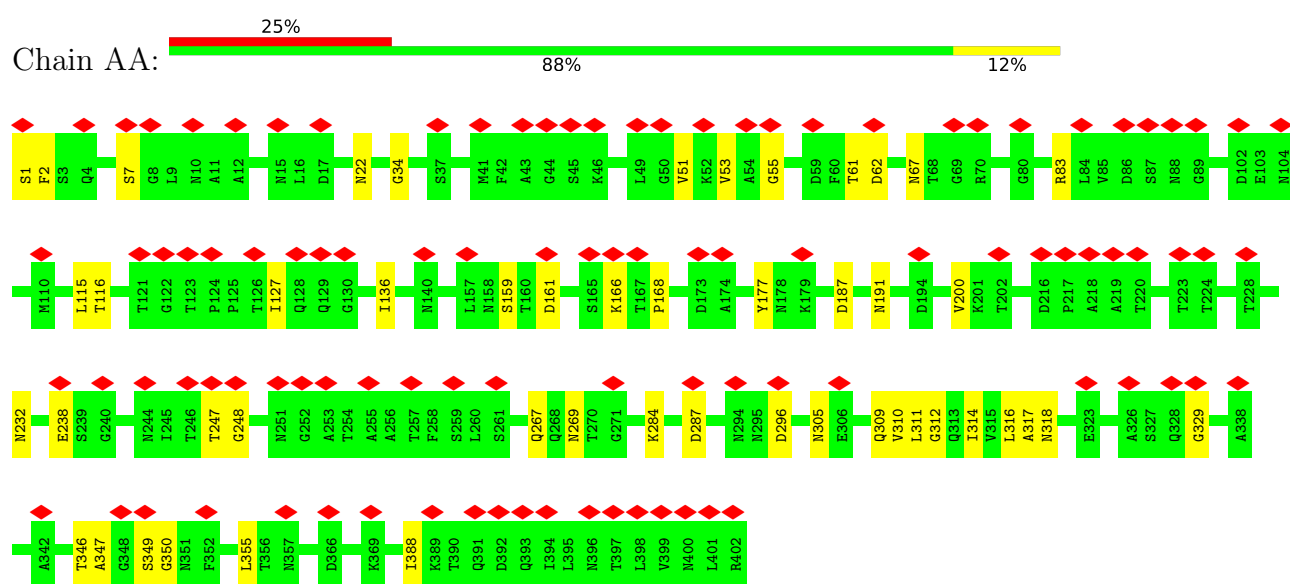 25%
Chain AA:
88% 12%
S1 F2 S3 Q4 S7 G8 L9 N10 A11 A12 N15 L16 D17 N22 G34 S37 M41 F42 A43 G44 S45 K46 L49 G50 V51 K52 V53 A54 G55 D59 F60 T61 D62 N67 T68 G69 R70 G80 R83 L84 V85 D86 S87 N88 G89 D102 E103 N104
M110 L115 T116 T121 G122 T123 P124 P125 T126 I127 Q128 Q129 G130 I136 N140 L157 N158 S159 T160 D161 S165 K166 T167 P168 D173 A174 Y177 N178 K179 D187 N191 D194 V200 K201 T202 D216 P217 A218 A219 T220 T223 T224 T228
N232 E238 S239 G240 N244 I245 T246 T247 G248 N251 G252 A253 T254 A255 A256 T257 F258 S259 L260 S261 Q267 Q268 N269 T270 G271 K284 D287 N294 N295 D296 N305 E306 Q309 V310 L311 G312 Q313 I314 V315 L316 A317 N318 E323 A326 S327 Q328 G329 A338
A342 T346 A347 G348 S349 G350 N351 F352 L355 T356 N357 D366 K369 I388 K389 T390 Q391 D392 Q393 I394 L395 N396 T397 L398 V399 N400 L401 R402